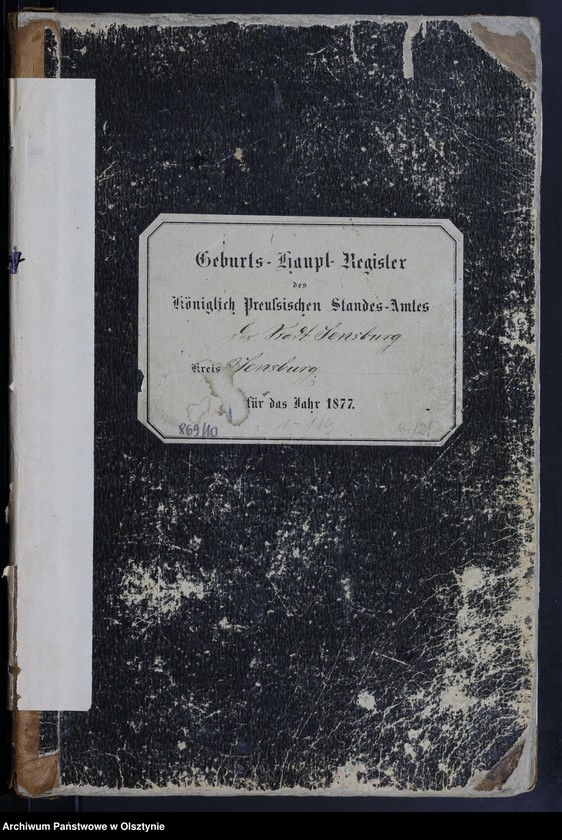 Geburts-Haupt-Register
des
Königlich Preußischen Standes-Amtes
der Stadt Sensburg
Kreis Sensburg
für das Jahr 1877.
869/10
1-119
Archiwum Państwowe w Olsztynie